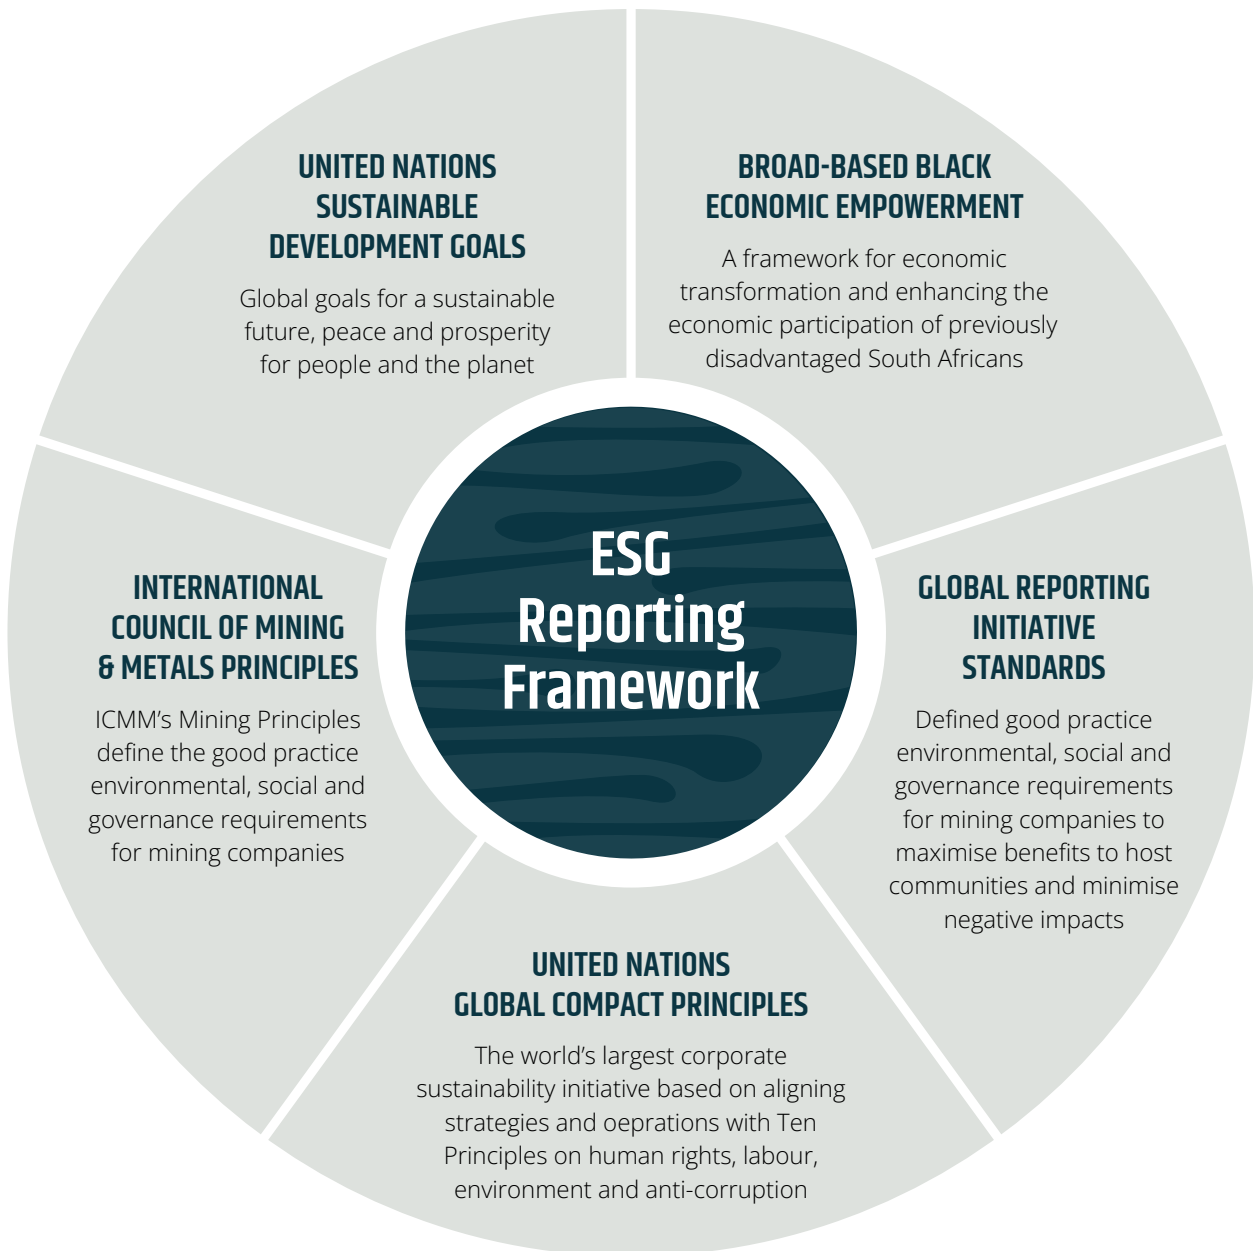 UNITED NATIONS
SUSTAINABLE
DEVELOPMENT GOALS
Global goals for a sustainable
future, peace and prosperity
for people and the planet
BROAD-BASED BLACK
ECONOMIC EMPOWERMENT
A framework for economic
transformation and enhancing the
economic participation of previously
disadvantaged South Africans
ESG
Reporting
Framework
INTERNATIONAL
COUNCIL OF MINING
& METALS PRINCIPLES
ICMM’s Mining Principles
define the good practice
environmental, social and
governance requirements
for mining companies
GLOBAL REPORTING
INITIATIVE
STANDARDS
Defined good practice
environmental, social and
governance requirements
for mining companies to
maximise benefits to host
communities and minimise
negative impacts
UNITED NATIONS
GLOBAL COMPACT PRINCIPLES
The world’s largest corporate
sustainability initiative based on aligning
strategies and oeprations with Ten
Principles on human rights, labour,
environment and anti-corruption